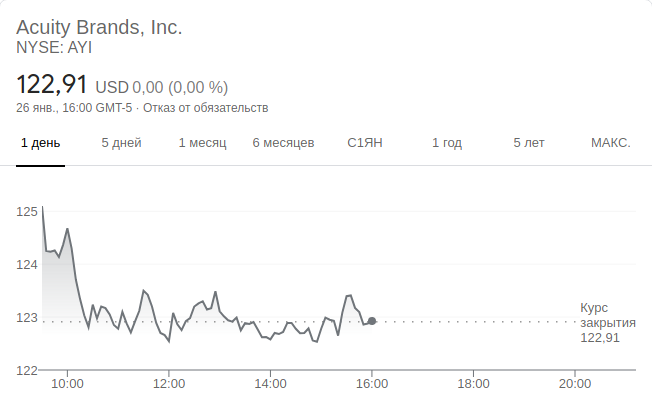 Acuity Brands, Inc.
NYSE: AYI
122,91 USD 0,00 (0,00 %)
26 янв., 16:00 GMT-5 · Отказ от обязательств
1 день 5 дней 1 месяц 6 месяцев С1ЯН 1 год 5 лет МАКС.
125
124
123
122
Курс
закрытия
122,91
10:00 12:00 14:00 16:00 18:00 20:00